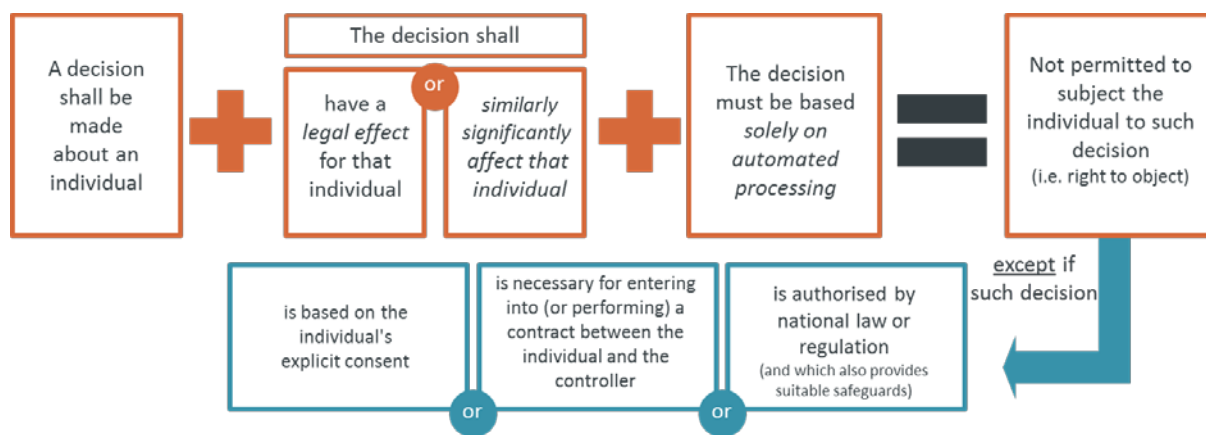 A decision
shall be
made
about an
individual
The decision shall
have a
legal effect
for that
individual
or
similarly
significantly
affect that
individual
The decision
must be based
solely on
automated
processing
Not permitted to
subject the
individual to such
decision
(i.e. right to object)
except if
such decision
is based on the
individual's
explicit consent
or
is necessary for entering
into (or performing) a
contract between the
individual and the
controller
or
is authorised by
national law or
regulation
(and which also provides
suitable safeguards)